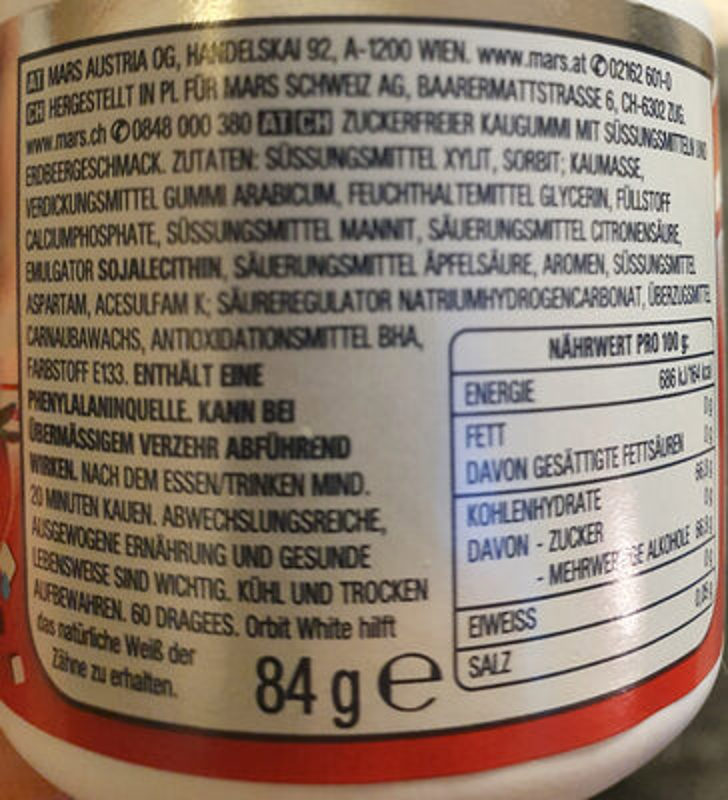 AT MARS AUSTRIA OG, HANDELSKAI 92, A-1200 WIEN. www.mars.at ✆02162 601-0
CH HERGESTELLT IN PL FÜR MARS SCHWEIZ AG, BAARERMATTSTRASSE 6, CH-6302 ZUG.
www.mars.ch ✆0848 000 380 AT CH ZUCKERFREIER KAUGUMMI MIT SÜSSUNGSMITTELN UND
ERDBEERGESCHMACK. ZUTATEN: SÜSSUNGSMITTEL XYLIT, SORBIT; KAUMASSE,
VERDICKUNGSMITTEL GUMMI ARABICUM, FEUCHTHALTEMITTEL GLYCERIN, FÜLLSTOFF
CALCIUMPHOSPHATE, SÜSSUNGSMITTEL MANNIT, SÄUERUNGSMITTEL CITRONENSÄURE,
EMULGATOR SOJALECITHIN, SÄUERUNGSMITTEL ÄPFELSÄURE, AROMEN, SÜSSUNGSMITTEL
ASPARTAM, ACESULFAM K; SÄUREREGULATOR NATRIUMHYDROGENCARBONAT, ÜBERZUGSMITTEL
CARNAUBAWACHS, ANTIOXIDATIONSMITTEL BHA,
FARBSTOFF E133. ENTHÄLT EINE
PHENYLALANINQUELLE. KANN BEI
ÜBERMÄSSIGEM VERZEHR ABFÜHREND
WIRKEN. NACH DEM ESSEN/TRINKEN MIND.
20 MINUTEN KAUEN. ABWECHSLUNGSREICHE,
AUSGEWOGENE ERNÄHRUNG UND GESUNDE
LEBENSWEISE SIND WICHTIG. KÜHL UND TROCKEN
AUFBEWAHREN. 60 DRAGEES. Orbit White hilft
das natürliche Weiß der
Zähne zu erhalten.
84 g e
NÄHRWERT PRO 100 g:
ENERGIE 686 kJ/164 kcal
FETT 0g
DAVON GESÄTTIGTE FETTSÄUREN 0g
KOHLENHYDRATE 66.9g
DAVON - ZUCKER 0g
- MEHRWERTIGE ALKOHOLE
EIWEISS 0g
SALZ